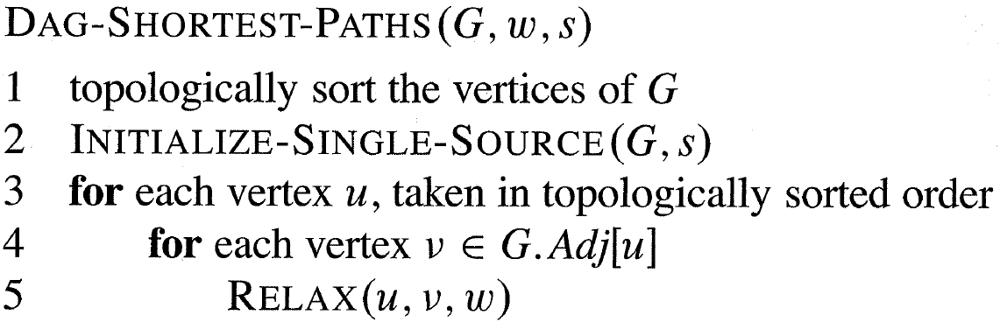 DAG-SHORTEST-PATHS(G, w, s)
1 topologically sort the vertices of G
2 INITIALIZE-SINGLE-SOURCE(G, s)
3 for each vertex u, taken in topologically sorted order
4 for each vertex v ∈ G.Adj[u]
5 RELAX(u, v, w)